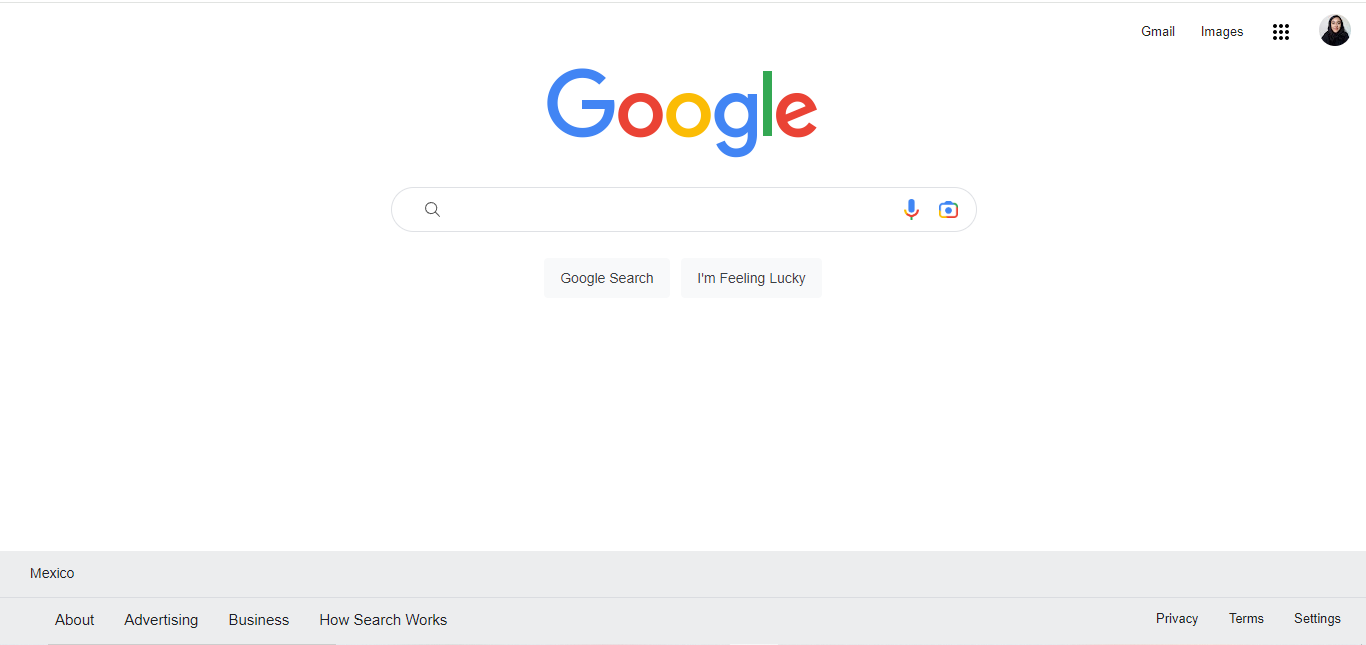 Gmail Images
Google
Google Search I'm Feeling Lucky
Mexico
About Advertising Business How Search Works Privacy Terms Settings